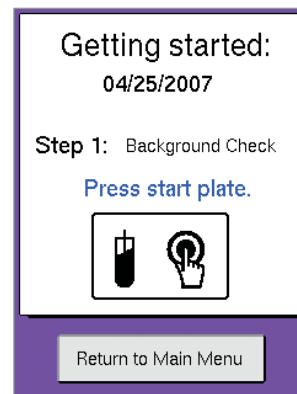 Getting started:
04/25/2007
Step 1: Background Check
Press start plate.
Return to Main Menu